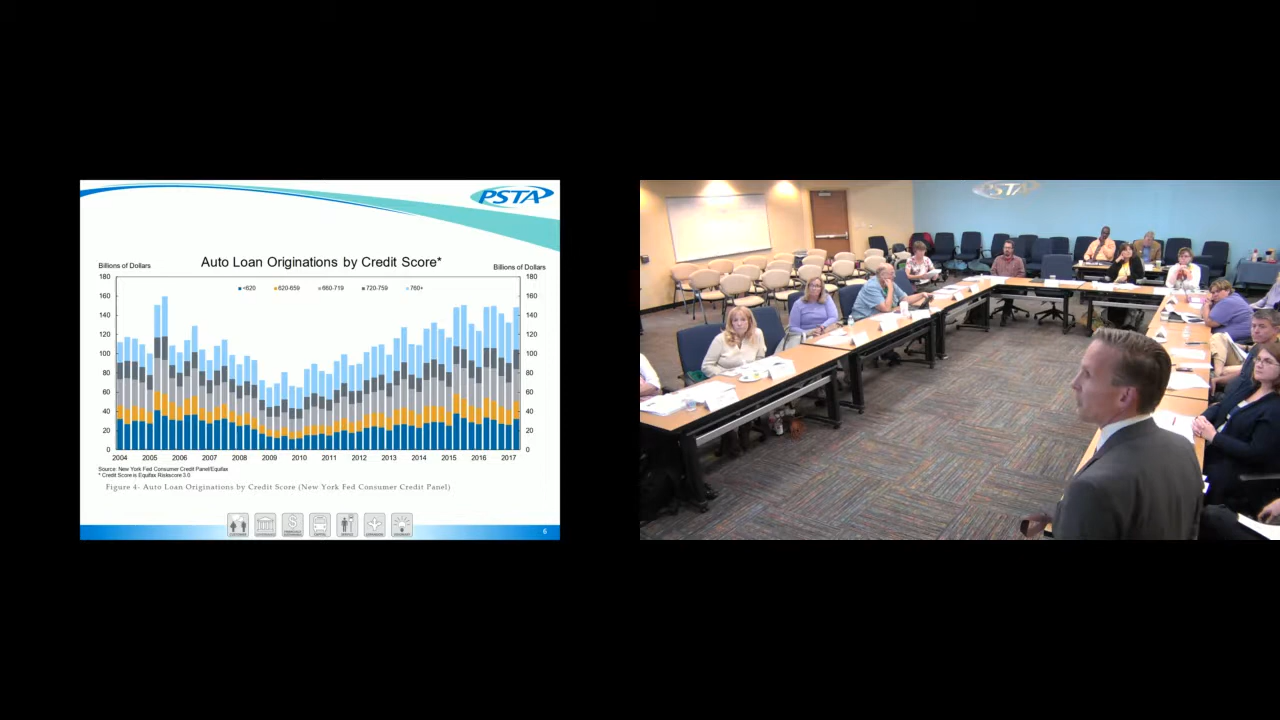 PSTA
Auto Loan Originations by Credit Score*
Billions of Dollars
Billions of Dollars
180
160
140
120
100
80
60
40
20
0
<620
620-659
660-719
720-759
760+
180
160
140
120
100
80
60
40
20
0
2004 2005 2006 2007 2008 2009 2010 2011 2012 2013 2014 2015 2016 2017
Source: New York Fed Consumer Credit Panel/Equifax
* Credit Score is Equifax Riskscore 3.0
Figure 4- Auto Loan Originations by Credit Score (New York Fed Consumer Credit Panel)
6
PSTA